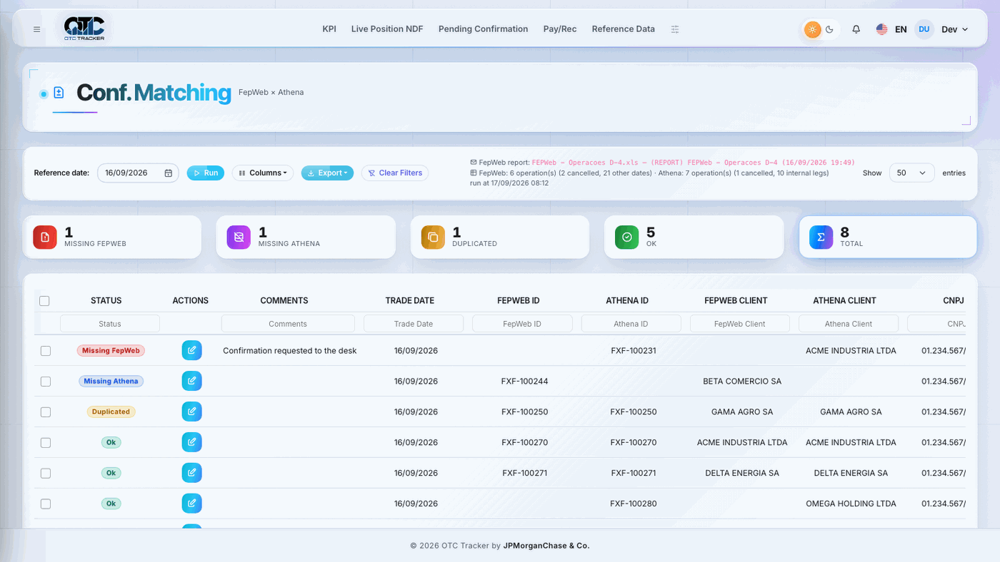 OTC
OTC TRACKER
KPI Live Position NDF Pending Confirmation Pay/Rec Reference Data
EN DU Dev
Conf. Matching FepWeb × Athena
Reference date: 16/09/2026 Run Columns Export Clear Filters
FepWeb report: FEPWeb - Operacoes D-4.xls — (REPORT) FEPWeb - Operacoes D-4 (16/09/2026 19:49)
FepWeb: 6 operation(s) (2 cancelled, 21 other dates) · Athena: 7 operation(s) (1 cancelled, 10 internal legs)
run at 17/09/2026 08:12
Show 50 entries
1
MISSING FEPWEB
1
MISSING ATHENA
1
DUPLICATED
5
OK
8
TOTAL
STATUS ACTIONS COMMENTS TRADE DATE FEPWEB ID ATHENA ID FEPWEB CLIENT ATHENA CLIENT CNPJ
Status Comments Trade Date FepWeb ID Athena ID FepWeb Client Athena Client CNPJ
Missing FepWeb Confirmation requested to the desk 16/09/2026 FXF-100231 ACME INDUSTRIA LTDA 01.234.567/
Missing Athena 16/09/2026 FXF-100244 BETA COMERCIO SA 01.234.567/
Duplicated 16/09/2026 FXF-100250 FXF-100250 GAMA AGRO SA GAMA AGRO SA 01.234.567/
Ok 16/09/2026 FXF-100270 FXF-100270 ACME INDUSTRIA LTDA ACME INDUSTRIA LTDA 01.234.567/
Ok 16/09/2026 FXF-100271 FXF-100271 DELTA ENERGIA SA DELTA ENERGIA SA 01.234.567/
Ok 16/09/2026 FXF-100280 OMEGA HOLDING LTDA 01.234.567/
© 2026 OTC Tracker by JPMorganChase & Co.